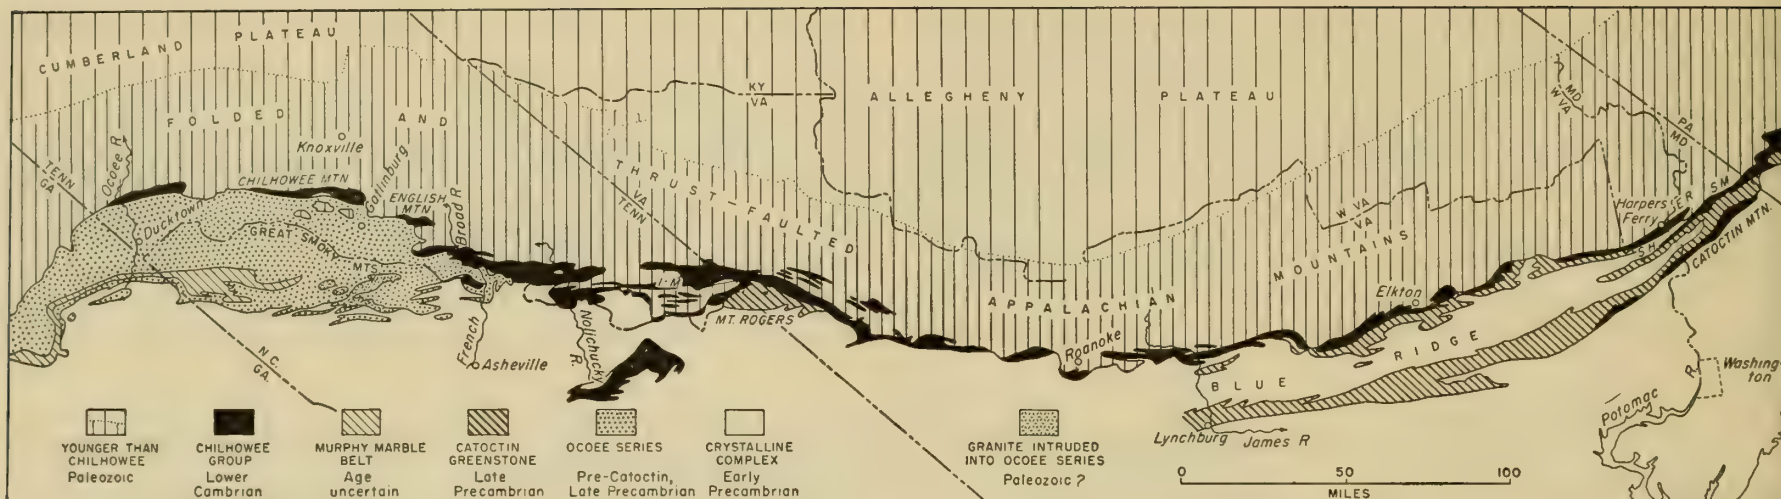 CUMBERLAND PLATEAU
FOLDED AND
THRUST-FAULTED
APPALACHIAN
MOUNTAINS
ALLEGHENY PLATEAU
KY
VA
W VA
VA
MD
W VA
PA
MD
TENN
GA
VA
TENN
N.C.
GA.
Ocoee R
Knoxville
CHILHOWEE MTN
Gatlinburg
ENGLISH
MTN
Broad R
Ducktown
GREAT SMOKY
MTS
French
Asheville
Nolichucky
R.
I-M
MT. ROGERS
Roanoke
Elkton
BLUE RIDGE
Lynchburg
James R
Harpers
Ferry
SH
ER
SM
CATOCTIN MTN.
Potomac
R
Washing-
ton
YOUNGER THAN
CHILHOWEE
Paleozoic
CHILHOWEE
GROUP
Lower
Cambrian
MURPHY MARBLE
BELT
Age
uncertain
CATOCTIN
GREENSTONE
Late
Precambrian
OCOEE SERIES
Pre-Catoctin,
Late Precambrian
CRYSTALLINE
COMPLEX
Early
Precambrian
GRANITE INTRUDED
INTO OCOEE SERIES
Paleozoic ?
0 50 100
MILES